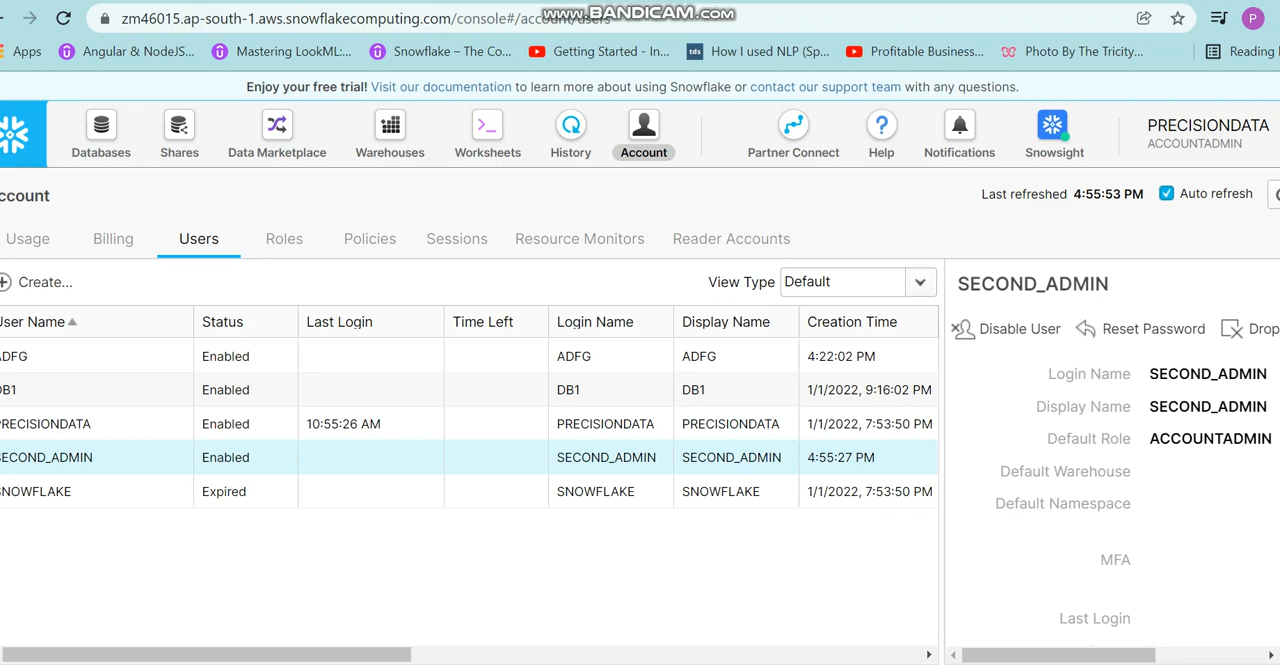 zm46015.ap-south-1.aws.snowflakecomputing.com/console#/account/users
www.BANDICAM.com
P
Apps Angular & NodeJS... Mastering LookML:... Snowflake – The Co... Getting Started - In... tds How I used NLP (Sp... Profitable Business... Photo By The Tricity... Reading
Enjoy your free trial! Visit our documentation to learn more about using Snowflake or contact our support team with any questions.
Databases Shares Data Marketplace Warehouses Worksheets History Account Partner Connect Help Notifications Snowsight
PRECISIONDATA
ACCOUNTADMIN
ccount
Last refreshed 4:55:53 PM Auto refresh
Usage Billing Users Roles Policies Sessions Resource Monitors Reader Accounts
Create... View Type Default
User Name Status Last Login Time Left Login Name Display Name Creation Time
ADFG Enabled ADFG ADFG 4:22:02 PM
DB1 Enabled DB1 DB1 1/1/2022, 9:16:02 PM
PRECISIONDATA Enabled 10:55:26 AM PRECISIONDATA PRECISIONDATA 1/1/2022, 7:53:50 PM
SECOND_ADMIN Enabled SECOND_ADMIN SECOND_ADMIN 4:55:27 PM
SNOWFLAKE Expired SNOWFLAKE SNOWFLAKE 1/1/2022, 7:53:50 PM
SECOND_ADMIN
Disable User Reset Password Drop
Login Name SECOND_ADMIN
Display Name SECOND_ADMIN
Default Role ACCOUNTADMIN
Default Warehouse
Default Namespace
MFA
Last Login